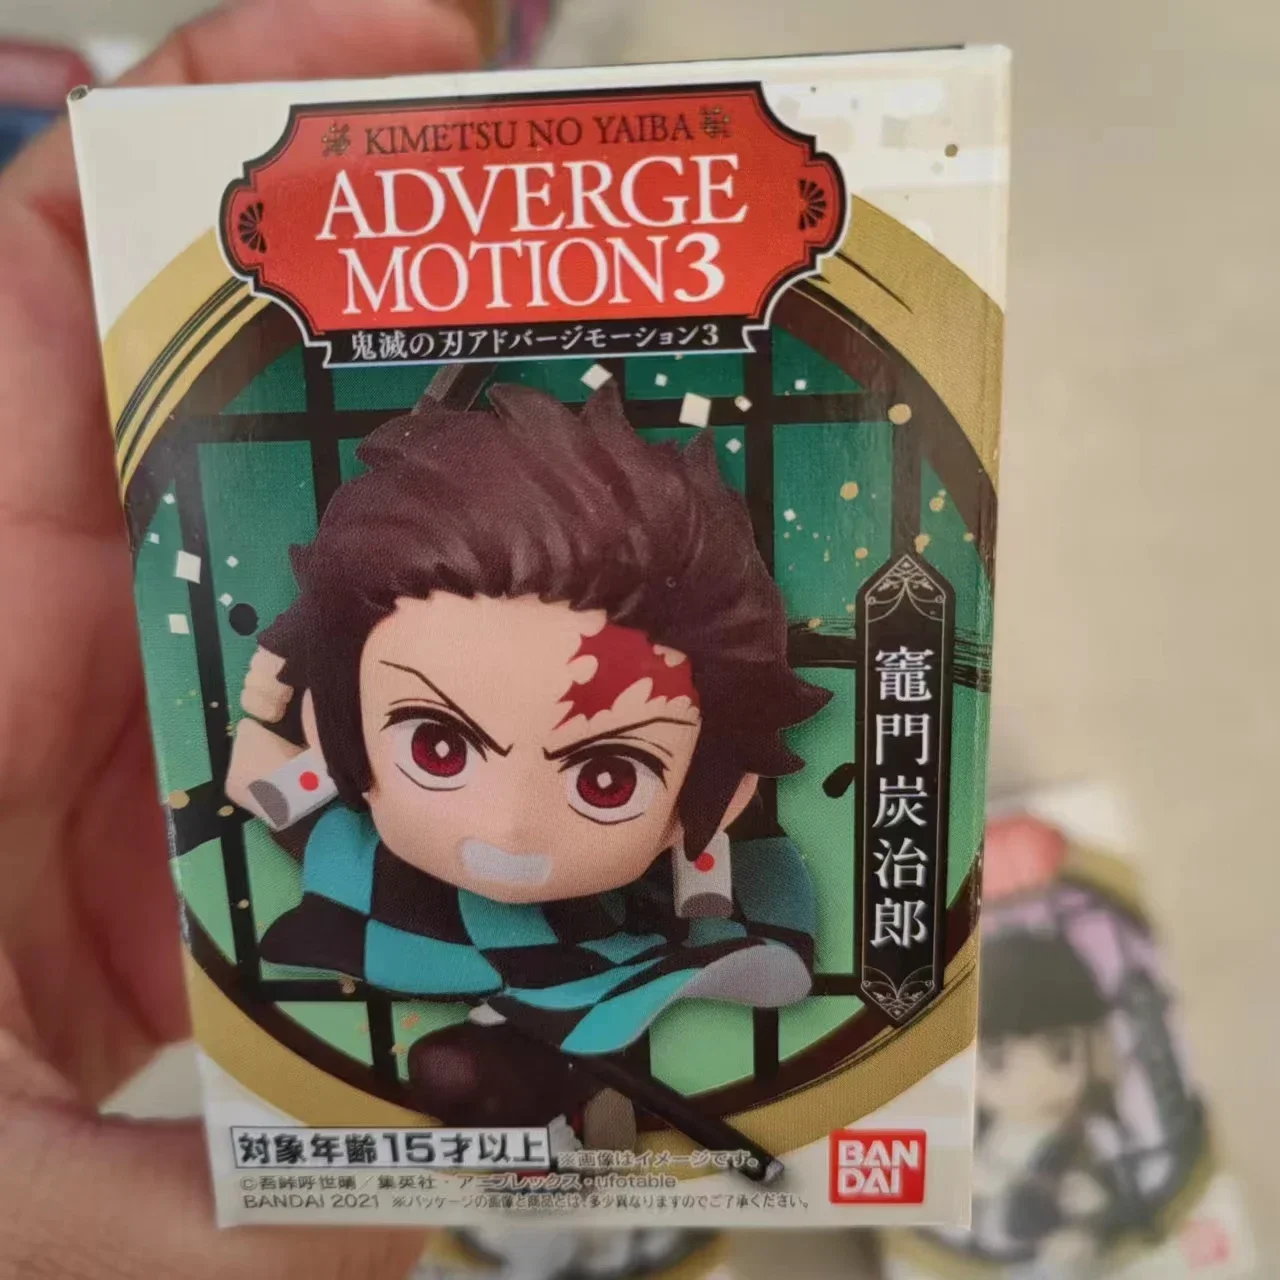 KIMETSU NO YAIBA
ADVERGE
MOTION3
鬼滅の刃アドバージモーション3
竈門炭治郎
対象年齢15才以上
※画像はイメージです。
©吾峠呼世晴／集英社・アニプレックス・ufotable
BANDAI 2021 ※パッケージの画像と商品とは、多少異なりますのでご了承ください。
BAN
DAI